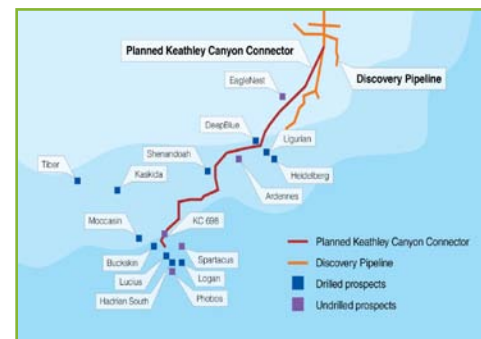 Planned Keathley Canyon Connector
Discovery Pipeline
EagleNest
DeepBlue
Ligurian
Shenandoah
Heidelberg
Tiber
Kaskida
Ardennes
KC 698
Moccasin
Buckskin
Spartacus
Lucius
Logan
Hadrian South
Phobos
Planned Keathley Canyon Connector
Discovery Pipeline
Drilled prospects
Undrilled prospects